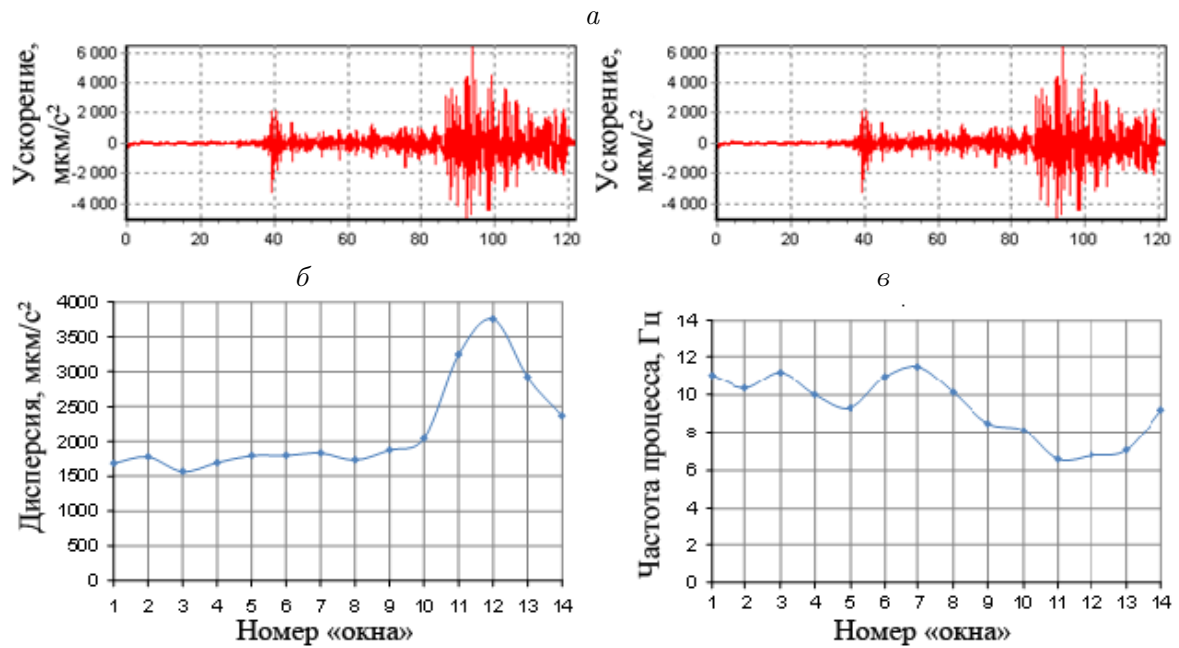 а
Ускорение,
мкм/с²
6 000
4 000
2 000
0
-2 000
-4 000
0 20 40 60 80 100 120
Ускорение,
мкм/с²
6 000
4 000
2 000
0
-2 000
-4 000
0 20 40 60 80 100 120
б
Дисперсия, мкм/с²
4000
3500
3000
2500
2000
1500
1000
500
0
1 2 3 4 5 6 7 8 9 10 11 12 13 14
Номер «окна»
в
Частота процесса, Гц
14
12
10
8
6
4
2
0
1 2 3 4 5 6 7 8 9 10 11 12 13 14
Номер «окна»